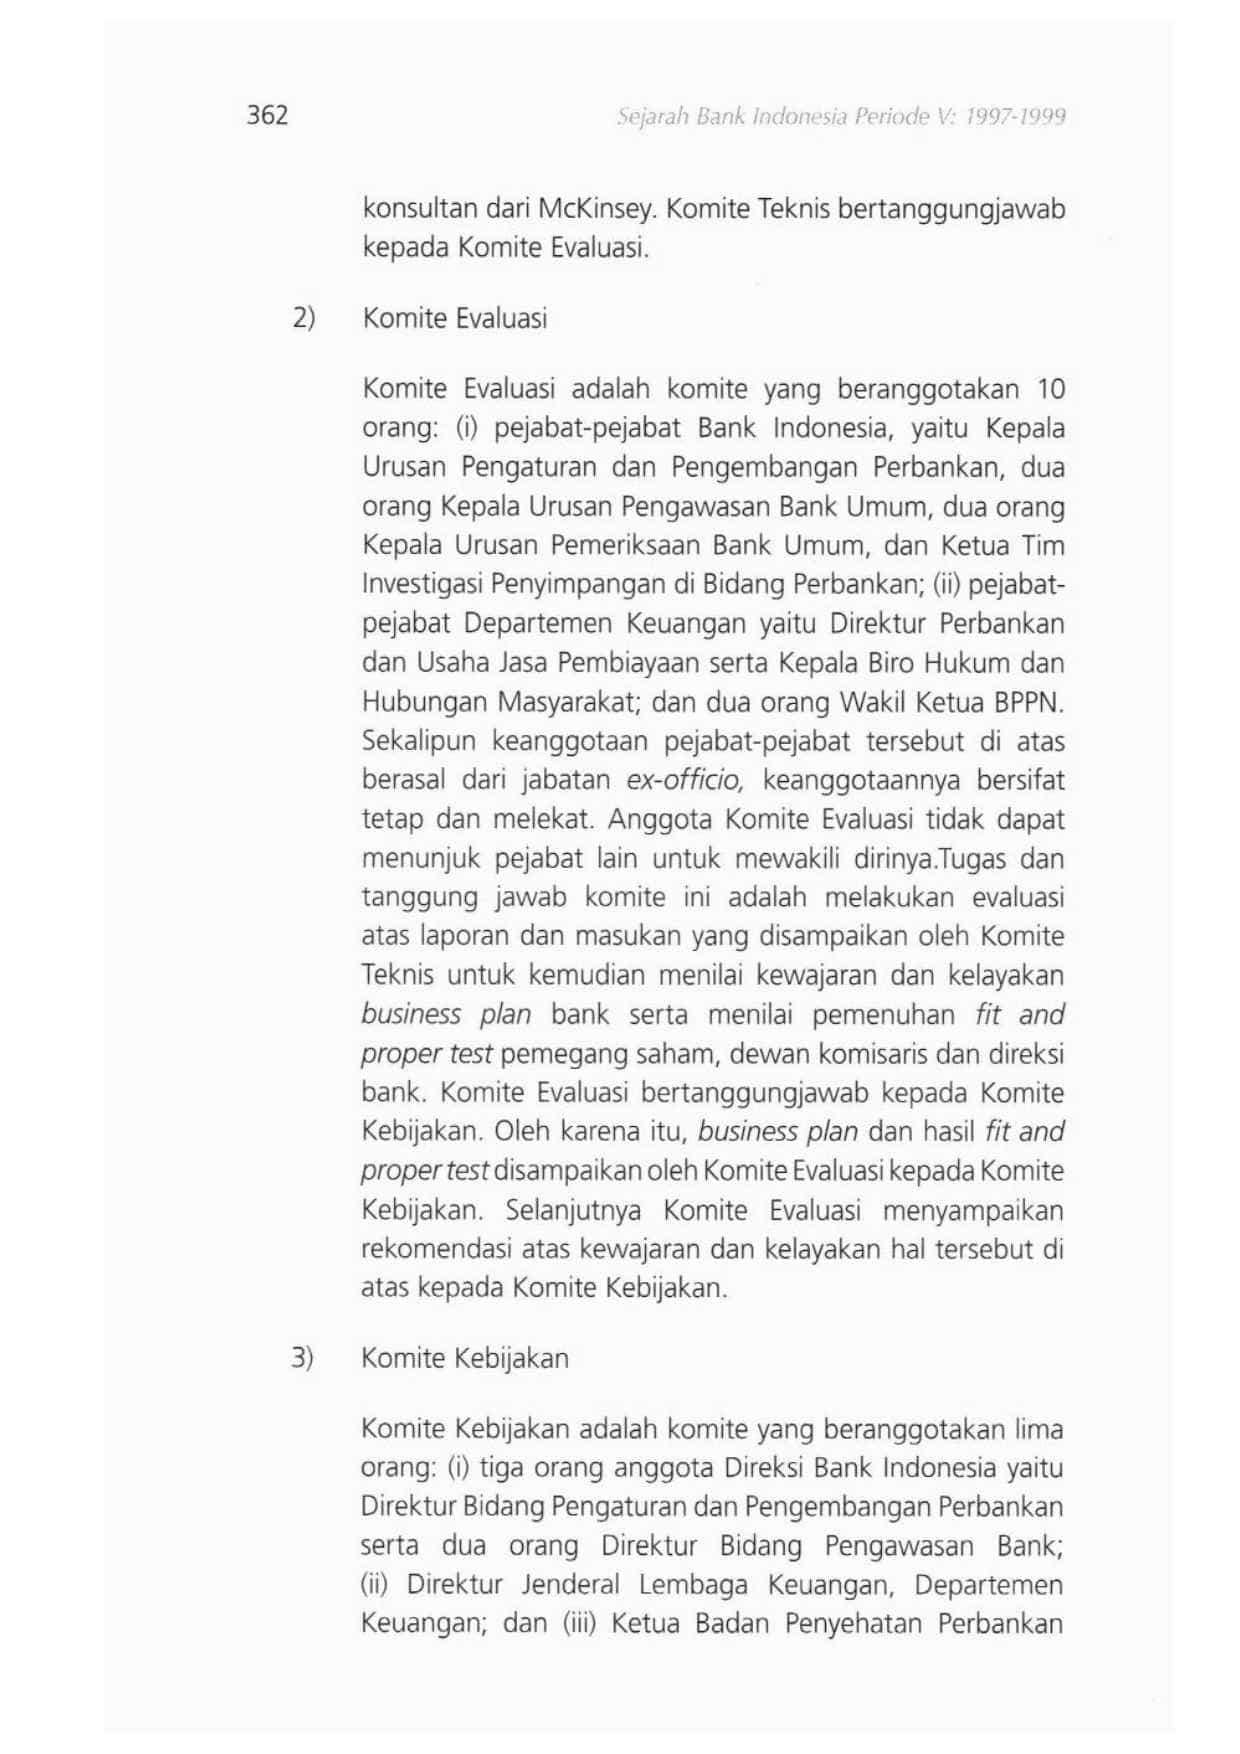 362
Sejarah Bank Indonesia Periode V: 1997-1999
konsultan dari McKinsey. Komite Teknis bertanggungjawab
kepada Komite Evaluasi.
2) Komite Evaluasi
Komite Evaluasi adalah komite yang beranggotakan 10
orang: (i) pejabat-pejabat Bank Indonesia, yaitu Kepala
Urusan Pengaturan dan Pengembangan Perbankan, dua
orang Kepala Urusan Pengawasan Bank Umum, dua orang
Kepala Urusan Pemeriksaan Bank Umum, dan Ketua Tim
Investigasi Penyimpangan di Bidang Perbankan; (ii) pejabat-
pejabat Departemen Keuangan yaitu Direktur Perbankan
dan Usaha Jasa Pembiayaan serta Kepala Biro Hukum dan
Hubungan Masyarakat; dan dua orang Wakil Ketua BPPN.
Sekalipun keanggotaan pejabat-pejabat tersebut di atas
berasal dari jabatan ex-officio, keanggotaannya bersifat
tetap dan melekat. Anggota Komite Evaluasi tidak dapat
menunjuk pejabat lain untuk mewakili dirinya.Tugas dan
tanggung jawab komite ini adalah melakukan evaluasi
atas laporan dan masukan yang disampaikan oleh Komite
Teknis untuk kemudian menilai kewajaran dan kelayakan
business plan bank serta menilai pemenuhan fit and
proper test pemegang saham, dewan komisaris dan direksi
bank. Komite Evaluasi bertanggungjawab kepada Komite
Kebijakan. Oleh karena itu, business plan dan hasil fit and
proper test disampaikan oleh Komite Evaluasi kepada Komite
Kebijakan. Selanjutnya Komite Evaluasi menyampaikan
rekomendasi atas kewajaran dan kelayakan hal tersebut di
atas kepada Komite Kebijakan.
3) Komite Kebijakan
Komite Kebijakan adalah komite yang beranggotakan lima
orang: (i) tiga orang anggota Direksi Bank Indonesia yaitu
Direktur Bidang Pengaturan dan Pengembangan Perbankan
serta dua orang Direktur Bidang Pengawasan Bank;
(ii) Direktur Jenderal Lembaga Keuangan, Departemen
Keuangan; dan (iii) Ketua Badan Penyehatan Perbankan